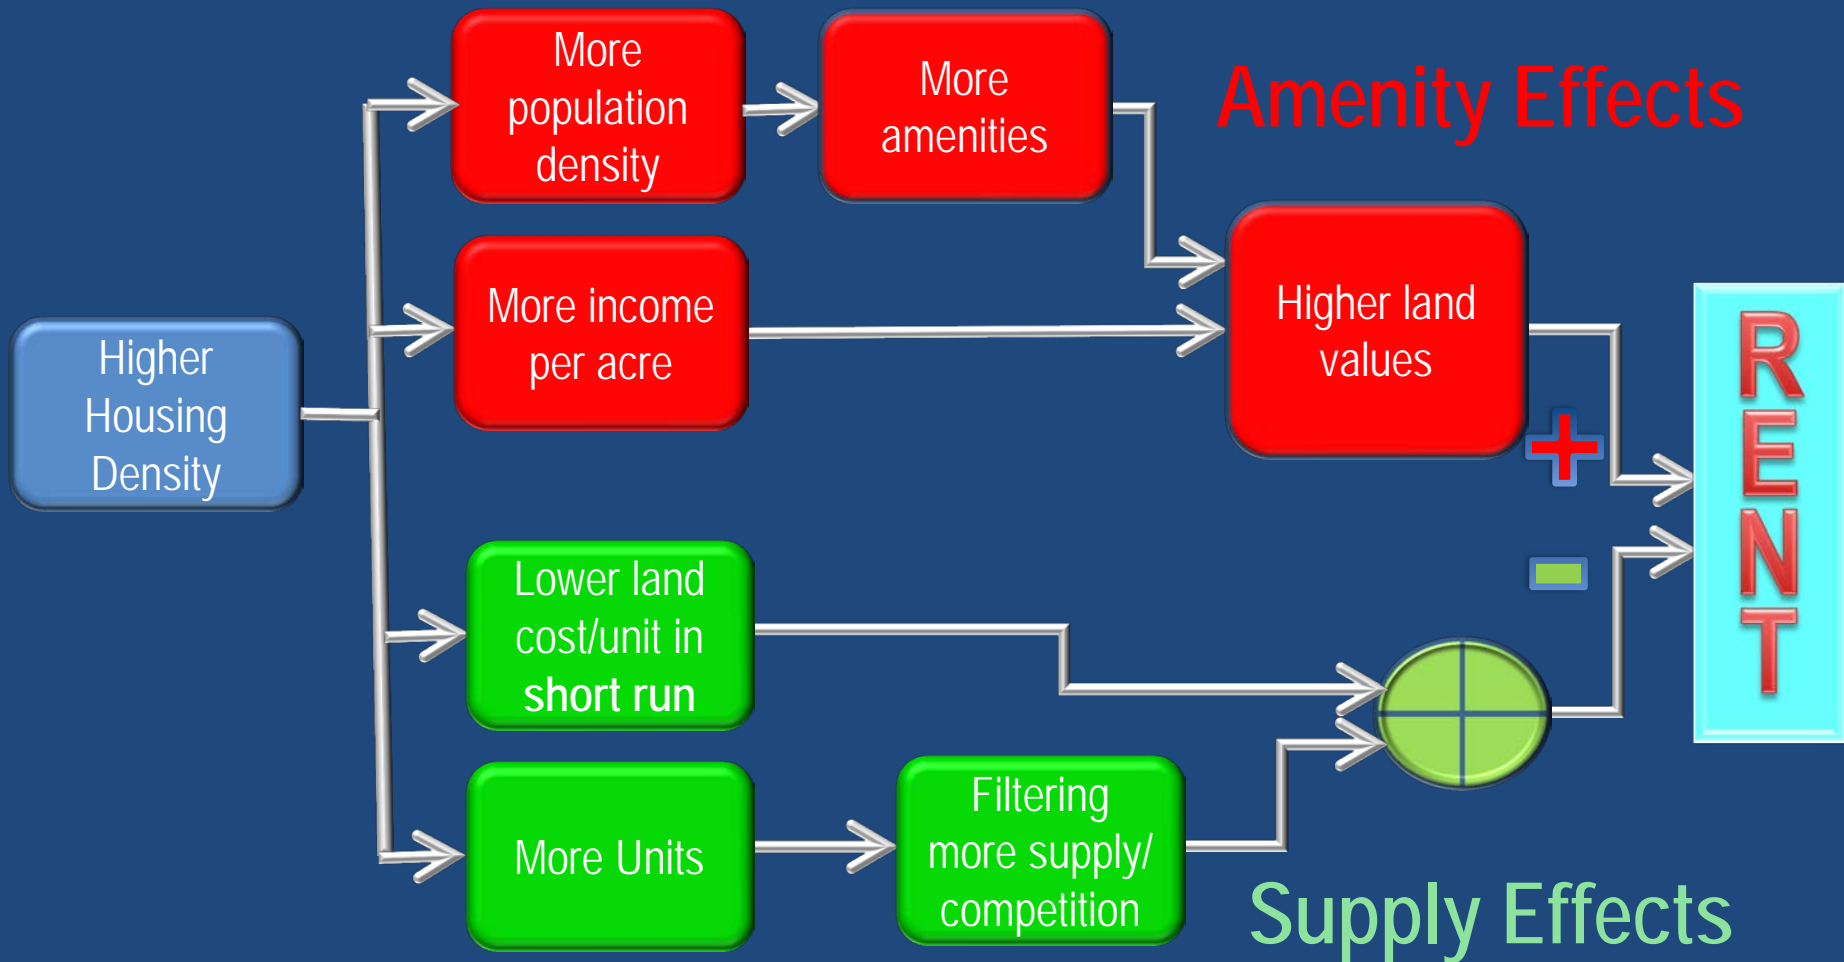 More
population
density
More
amenities
Amenity Effects
More income
per acre
Higher land
values
Higher
Housing
Density
+
-
RENT
Lower land
cost/unit in
short run
More Units
Filtering
more supply/
competition
Supply Effects